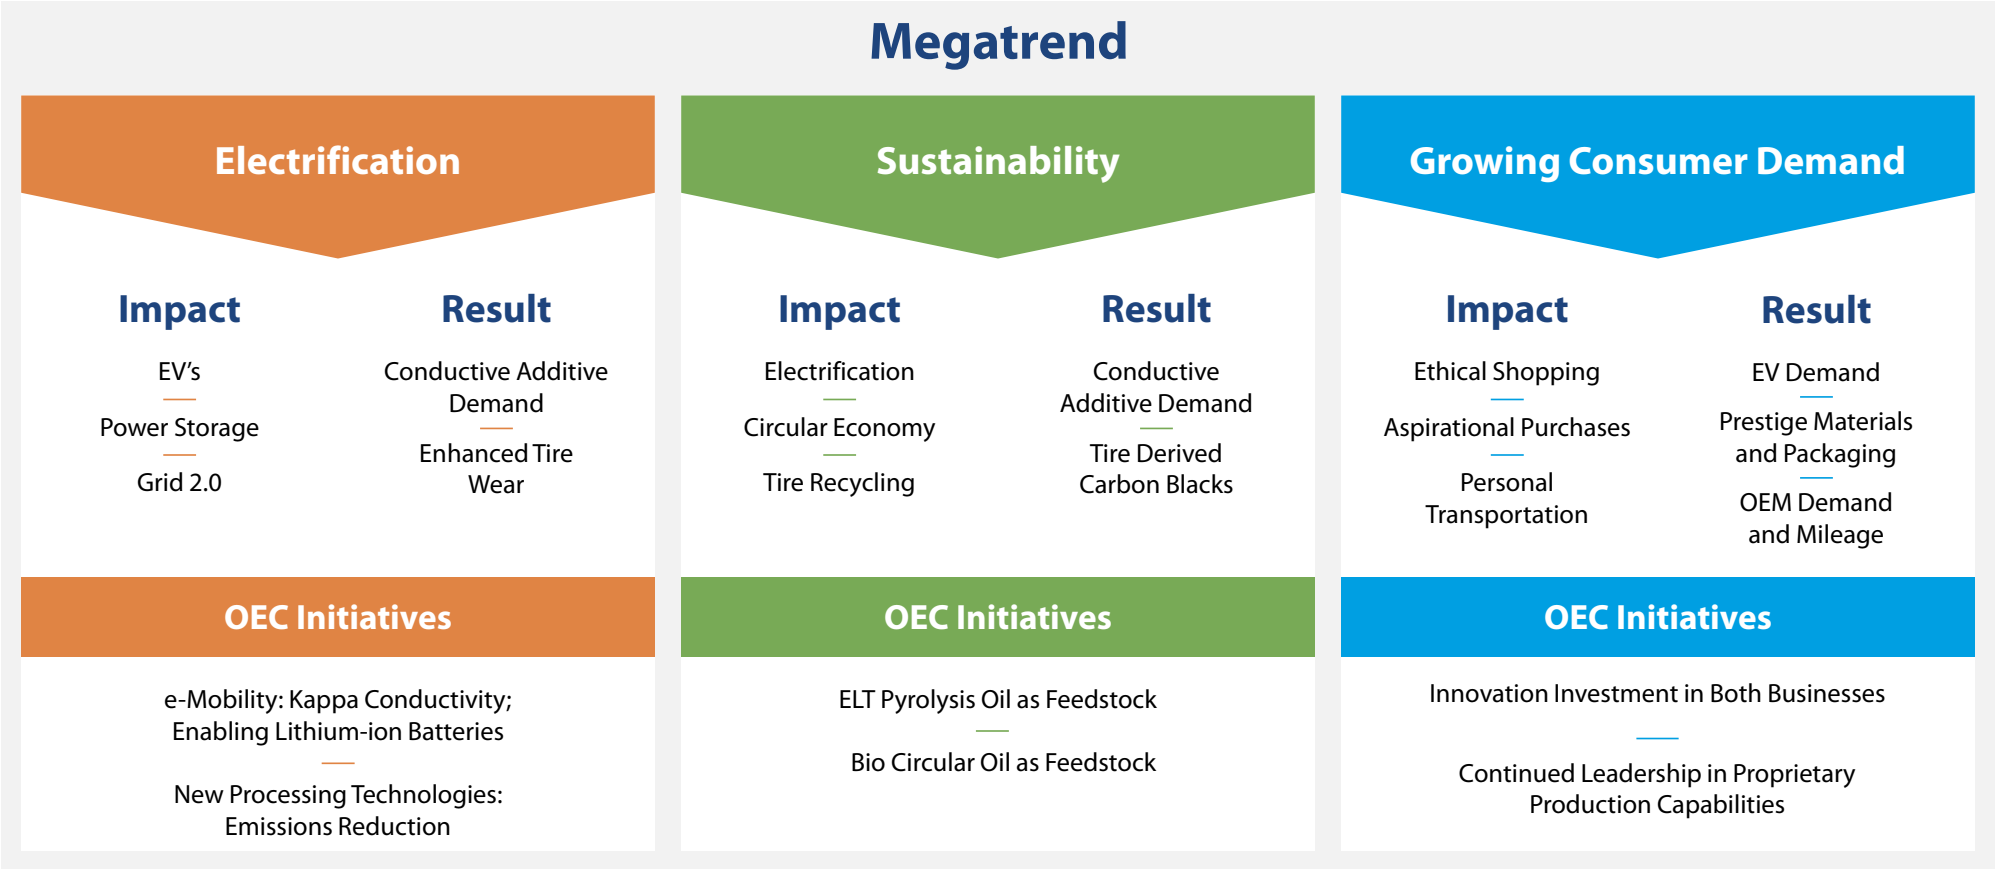 Megatrend
Electrification
Impact
EV’s
Power Storage
Grid 2.0
Result
Conductive Additive
Demand
Enhanced Tire
Wear
OEC Initiatives
e-Mobility: Kappa Conductivity;
Enabling Lithium-ion Batteries
New Processing Technologies:
Emissions Reduction
Sustainability
Impact
Electrification
Circular Economy
Tire Recycling
Result
Conductive
Additive Demand
Tire Derived
Carbon Blacks
OEC Initiatives
ELT Pyrolysis Oil as Feedstock
Bio Circular Oil as Feedstock
Growing Consumer Demand
Impact
Ethical Shopping
Aspirational Purchases
Personal
Transportation
Result
EV Demand
Prestige Materials
and Packaging
OEM Demand
and Mileage
OEC Initiatives
Innovation Investment in Both Businesses
Continued Leadership in Proprietary
Production Capabilities